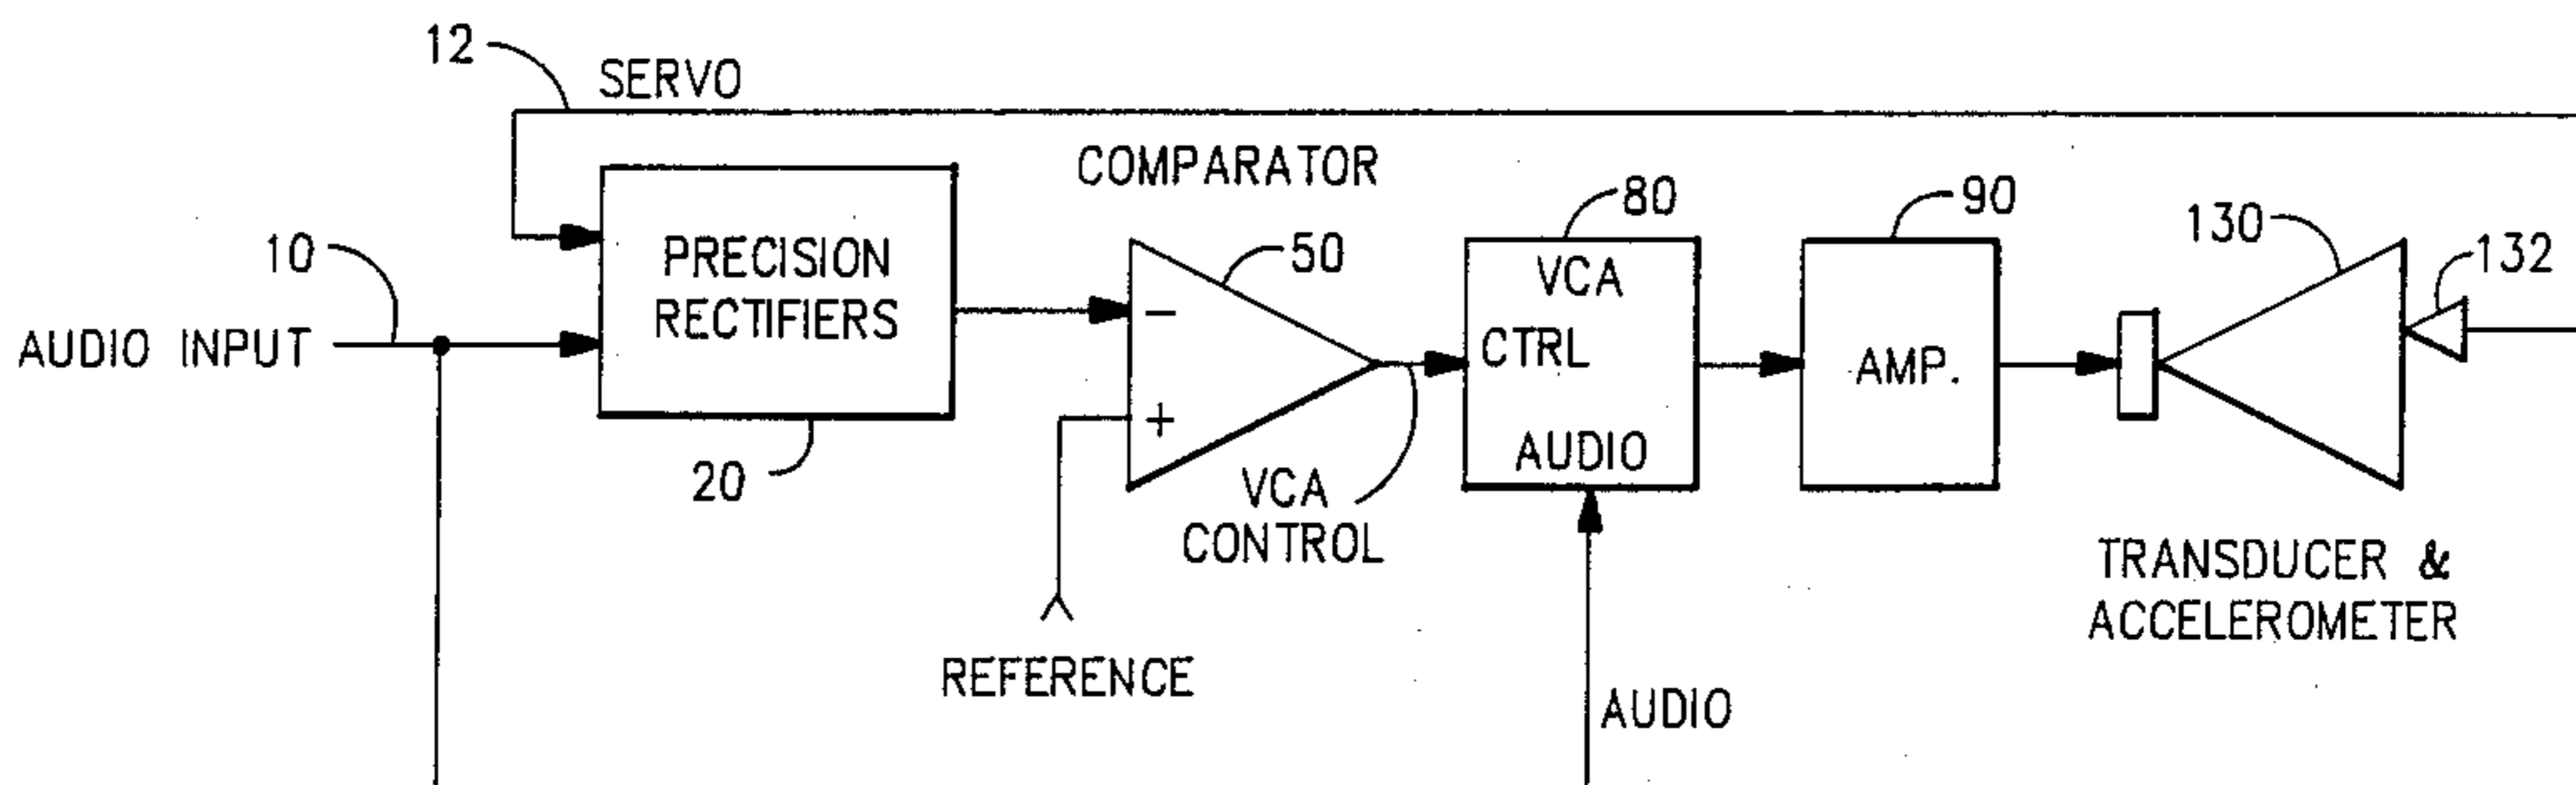 12
SERVO
COMPARATOR
10
AUDIO INPUT
PRECISION
RECTIFIERS
20
50
−
+
REFERENCE
VCA
CONTROL
80
VCA
CTRL
AUDIO
AUDIO
90
AMP.
130
132
TRANSDUCER &
ACCELEROMETER